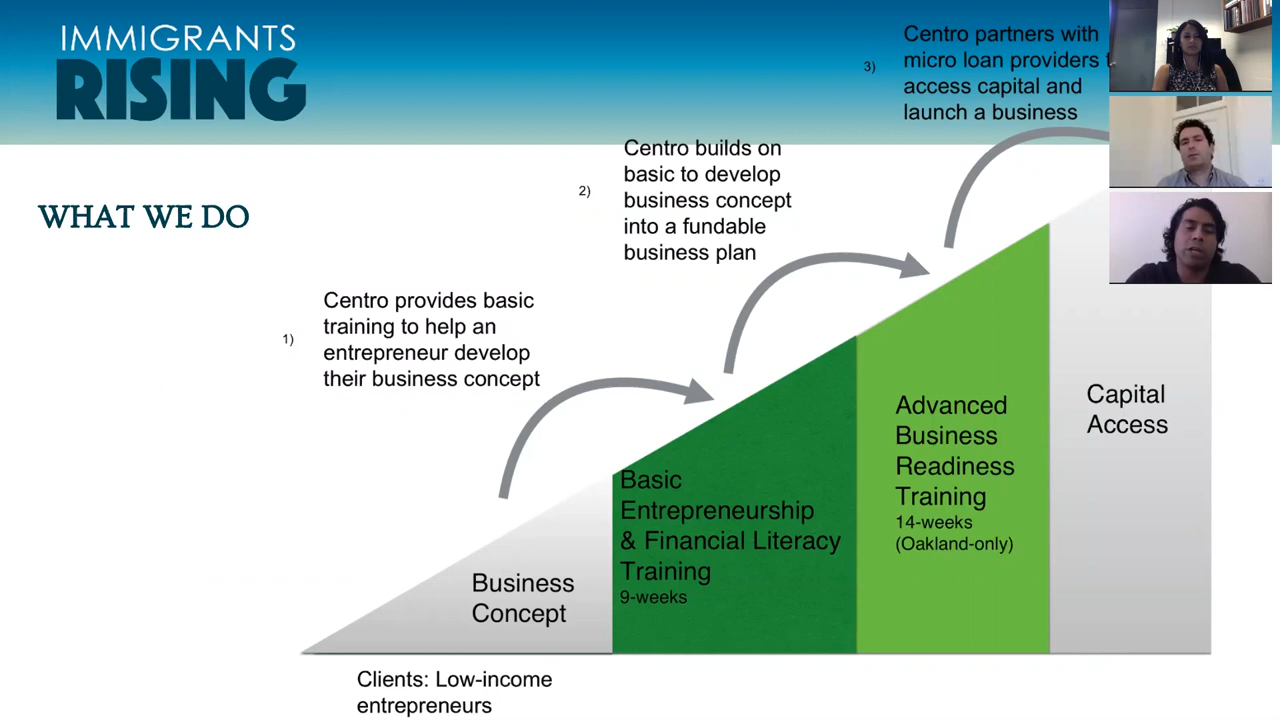 IMMIGRANTS
RISING
WHAT WE DO
1)
Centro provides basic
training to help an
entrepreneur develop
their business concept
2)
Centro builds on
basic to develop
business concept
into a fundable
business plan
3)
Centro partners with
micro loan providers
access capital and
launch a business
Business
Concept
Basic
Entrepreneurship
& Financial Literacy
Training
9-weeks
Advanced
Business
Readiness
Training
14-weeks
(Oakland-only)
Capital
Access
Clients: Low-income
entrepreneurs